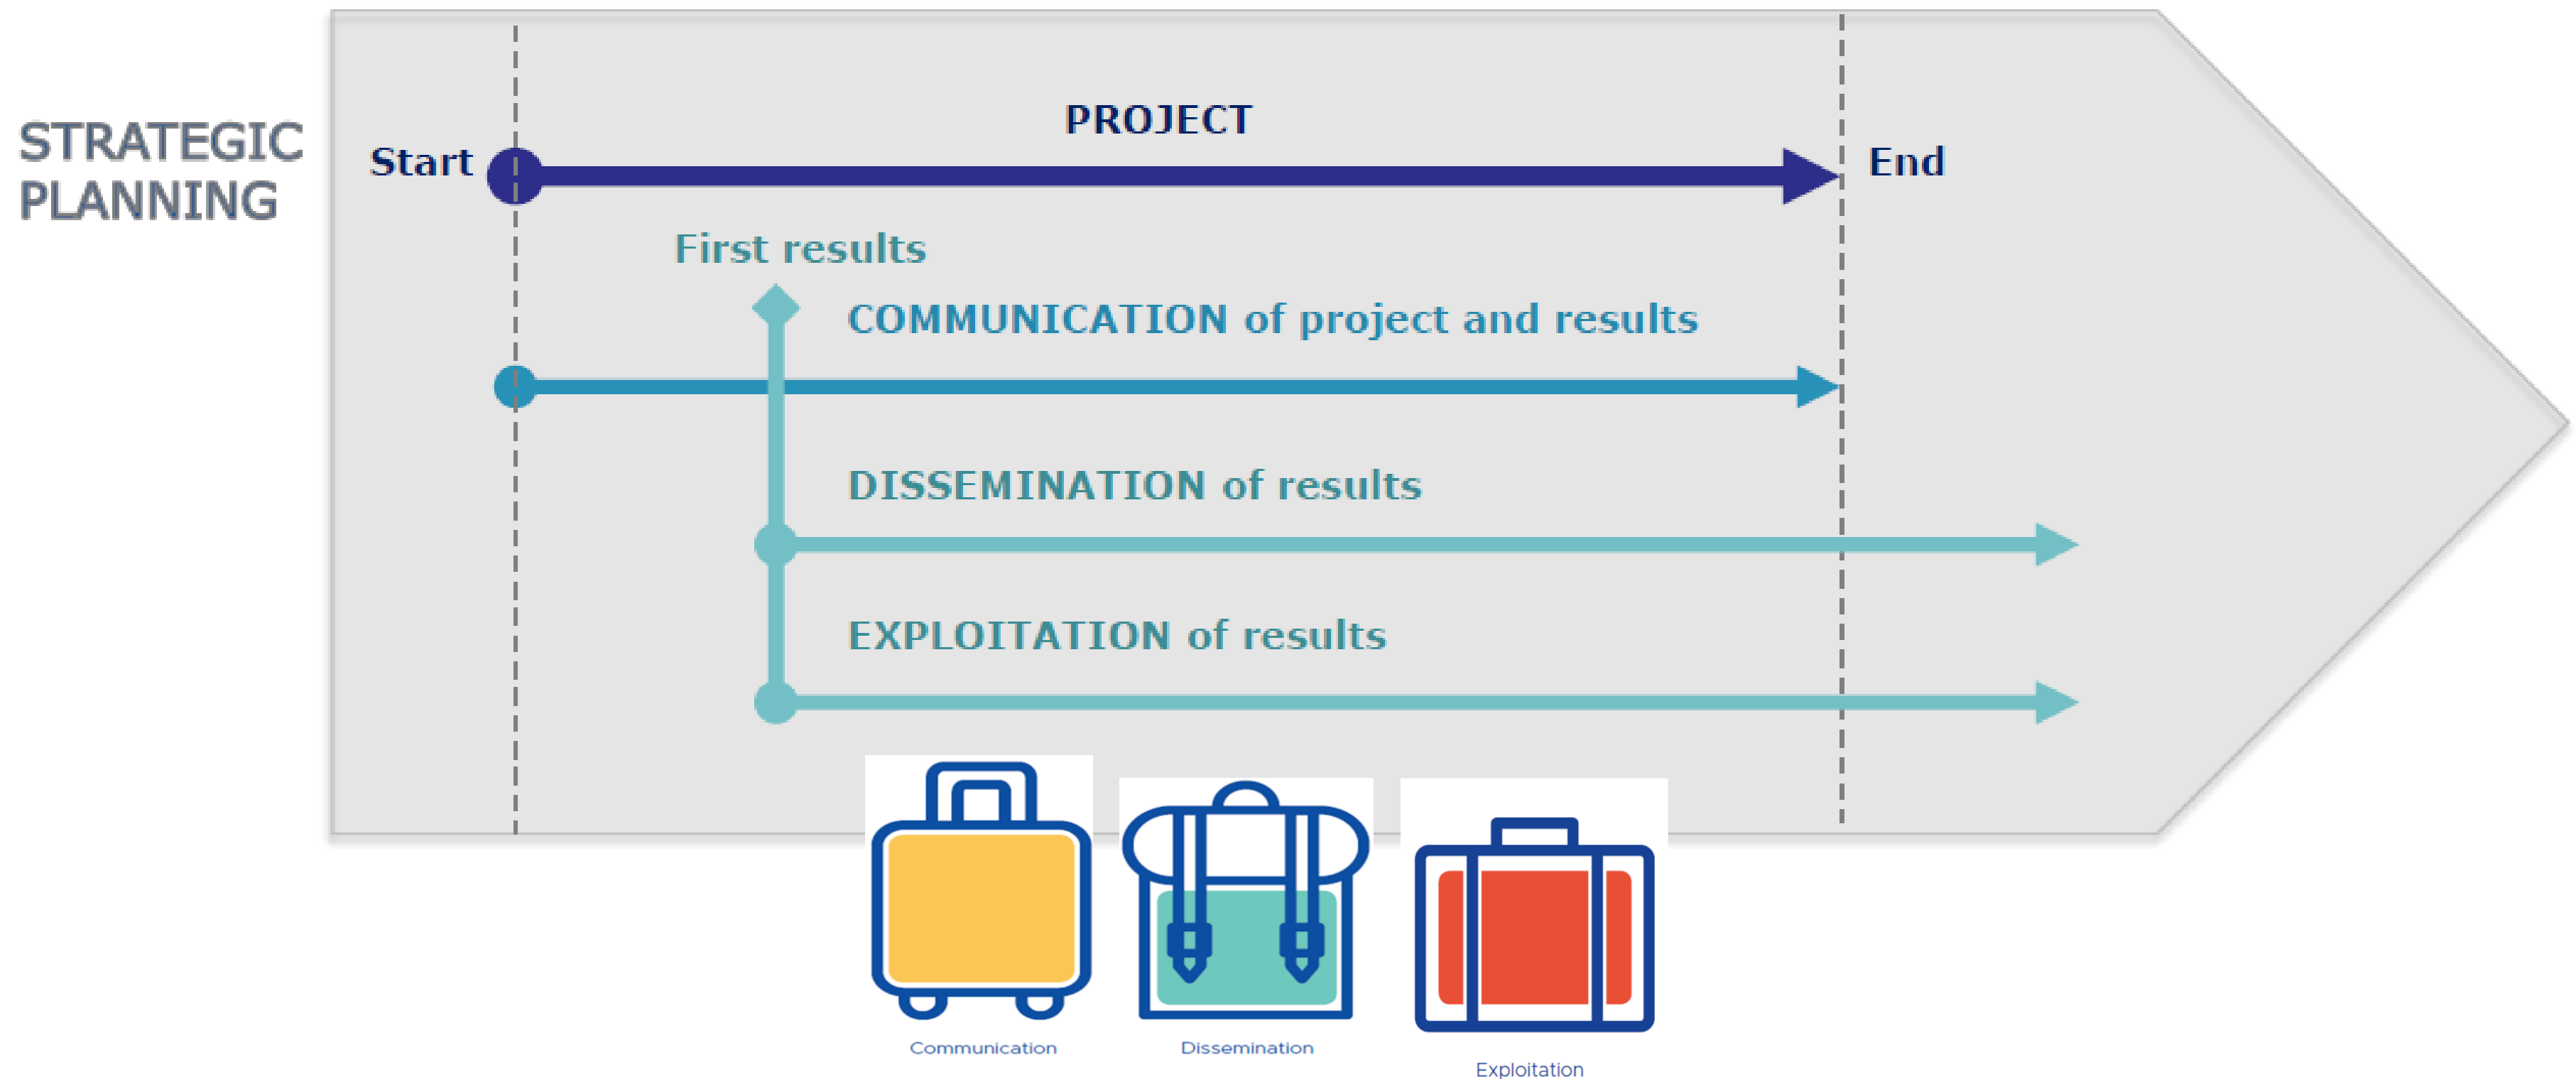 STRATEGIC
PLANNING
PROJECT
Start
End
First results
COMMUNICATION of project and results
DISSEMINATION of results
EXPLOITATION of results
Communication
Dissemination
Exploitation